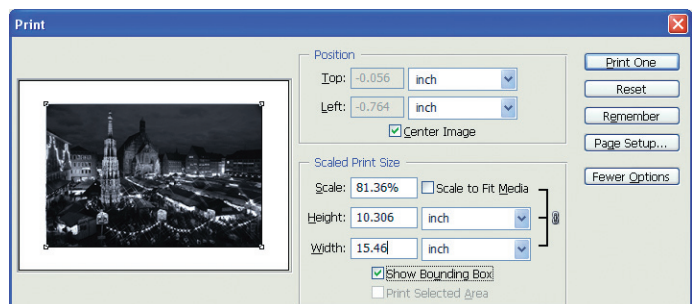 Print
Position
Top: -0.056 inch
Left: -0.764 inch
Center Image
Scaled Print Size
Scale: 81.36% Scale to Fit Media
Height: 10.306 inch
Width: 15.46 inch
Show Bounding Box
Print Selected Area
Print One
Reset
Remember
Page Setup...
Fewer Options